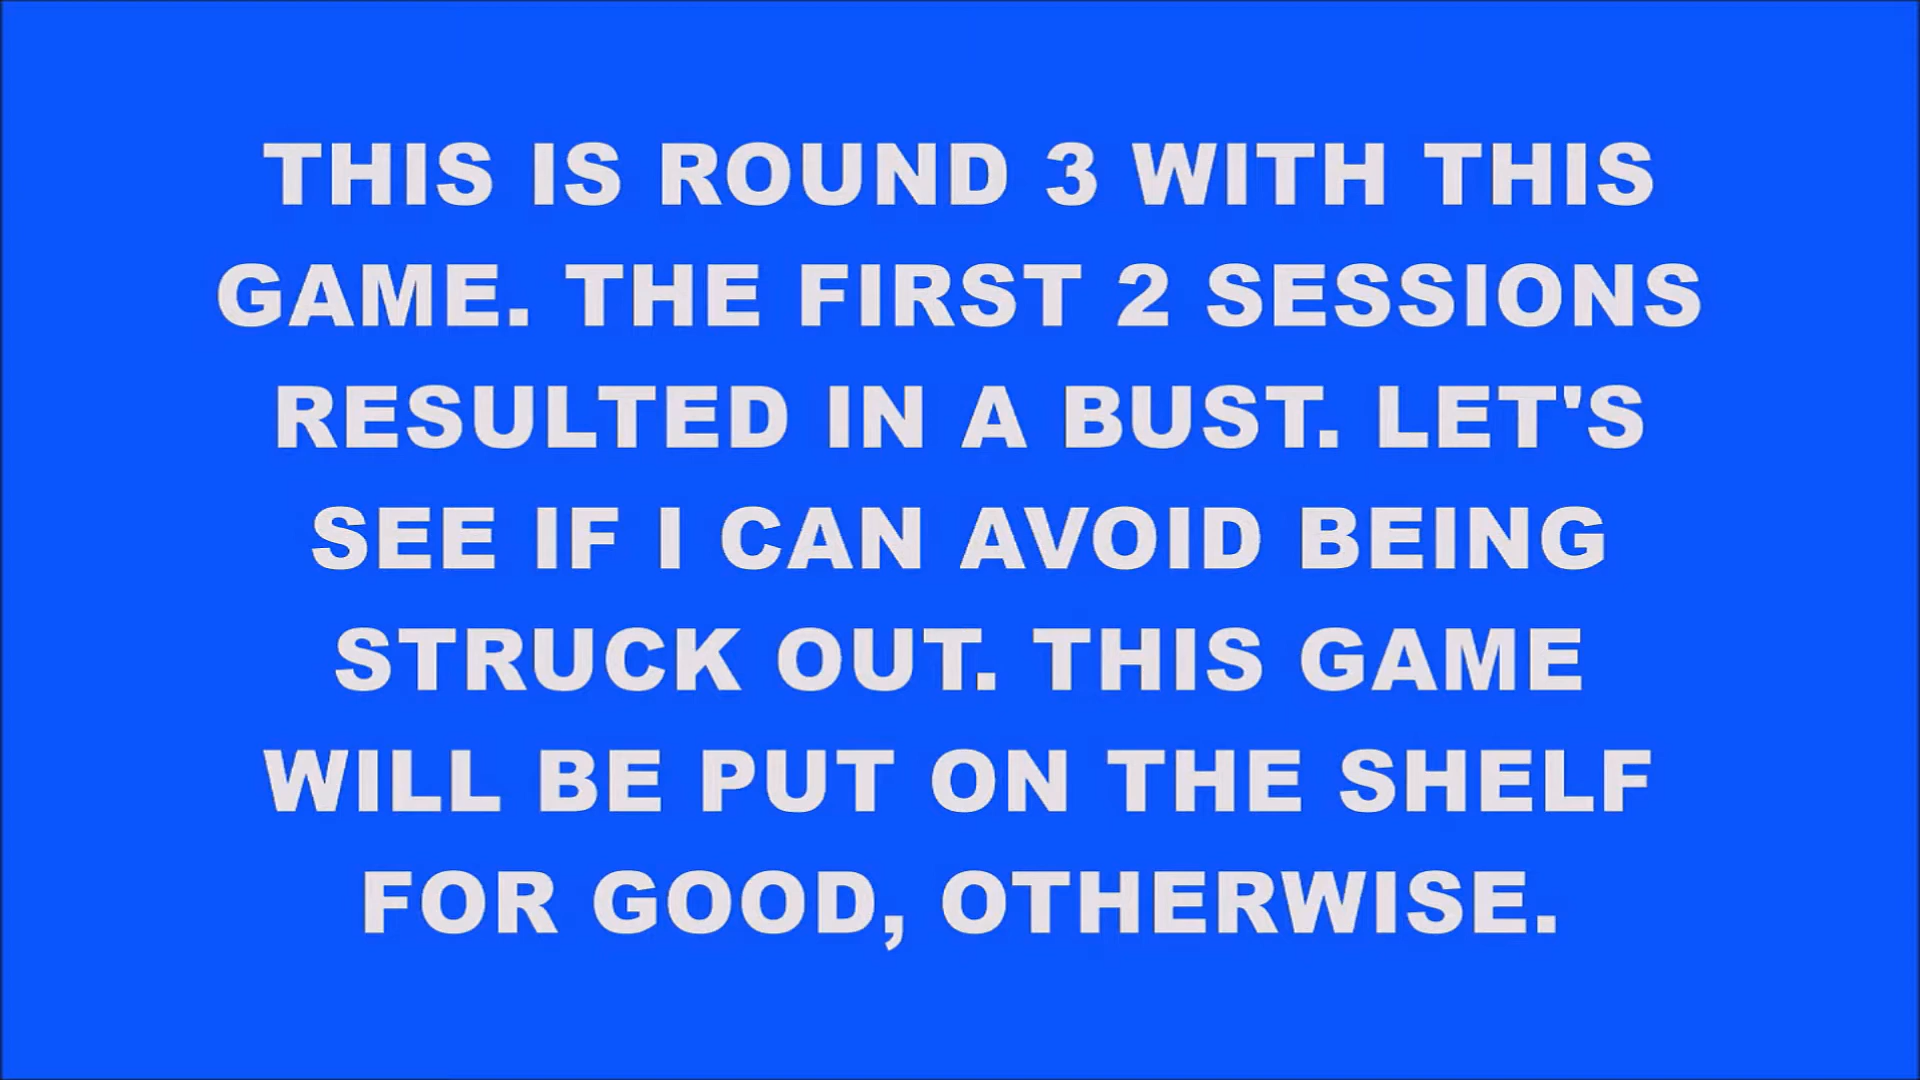 THIS IS ROUND 3 WITH THIS
GAME. THE FIRST 2 SESSIONS
RESULTED IN A BUST. LET'S
SEE IF I CAN AVOID BEING
STRUCK OUT. THIS GAME
WILL BE PUT ON THE SHELF
FOR GOOD, OTHERWISE.